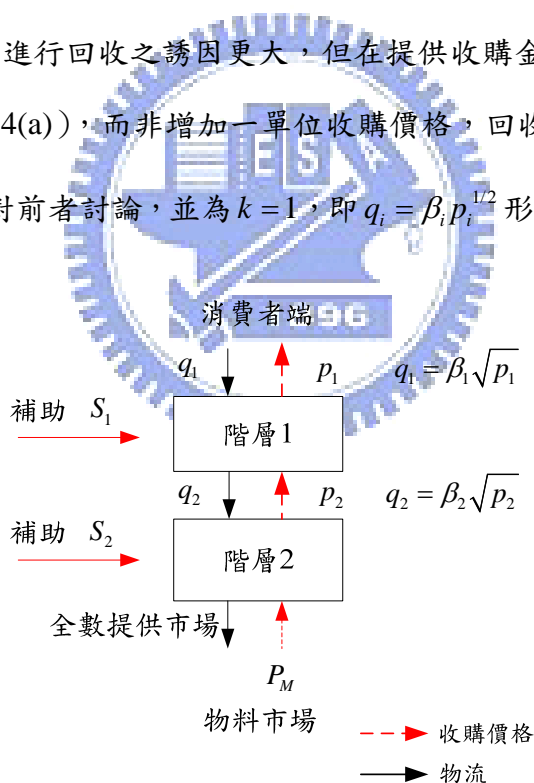 進行回收之誘因更大，但在提供收購金
4(a)），而非增加一單位收購價格，回收
對前者討論，並為 k = 1，即 q_i = β_i p_i^{1/2} 形
ES
A
1896
消費者端
q_1 p_1 q_1 = β_1 √p_1
補助 S_1
階層1
q_2 p_2 q_2 = β_2 √p_2
補助 S_2
階層2
全數提供市場
P_M
物料市場
收購價格
物流